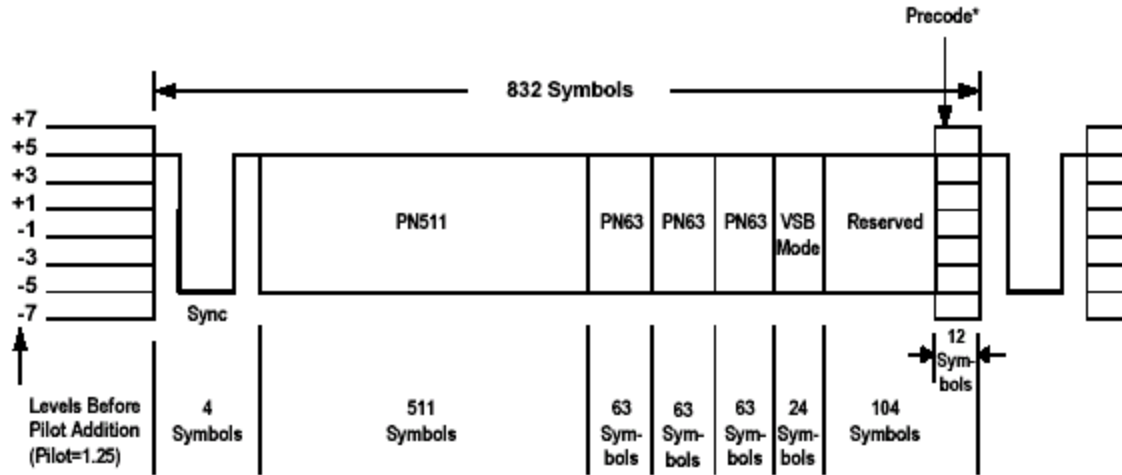 Precode*
832 Symbols
+7
+5
+3
+1
-1
-3
-5
-7
PN511
PN63
PN63
PN63
VSB
Mode
Reserved
Sync
12
Sym-
bols
Levels Before
Pilot Addition
(Pilot=1.25)
4
Symbols
511
Symbols
63
Sym-
bols
63
Sym-
bols
63
Sym-
bols
24
Sym-
bols
104
Symbols